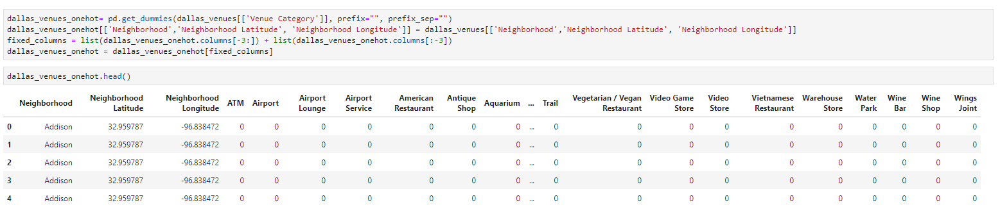 dallas_venues_onehot= pd.get_dummies(dallas_venues[['Venue Category']], prefix="", prefix_sep="")
dallas_venues_onehot[['Neighborhood','Neighborhood Latitude', 'Neighborhood Longitude']] = dallas_venues[['Neighborhood','Neighborhood Latitude', 'Neighborhood Longitude']]
fixed_columns = list(dallas_venues_onehot.columns[-3:]) + list(dallas_venues_onehot.columns[:-3])
dallas_venues_onehot = dallas_venues_onehot[fixed_columns]
dallas_venues_onehot.head()
Neighborhood Neighborhood Latitude Neighborhood Longitude ATM Airport Airport Lounge Airport Service American Restaurant Antique Shop Aquarium ... Trail Vegetarian / Vegan Restaurant Video Game Store Video Store Vietnamese Restaurant Warehouse Store Water Park Wine Bar Wine Shop Wings Joint
0 Addison 32.959787 -96.838472 0 0 0 0 0 0 0 ... 0 0 0 0 0 0 0 0 0 0
1 Addison 32.959787 -96.838472 0 0 0 0 0 0 0 ... 0 0 0 0 0 0 0 0 0 0
2 Addison 32.959787 -96.838472 0 0 0 0 0 0 0 ... 0 0 0 0 0 0 0 0 0 0
3 Addison 32.959787 -96.838472 0 0 0 0 0 0 0 ... 0 0 0 0 0 0 0 0 0 0
4 Addison 32.959787 -96.838472 0 0 0 0 0 0 0 ... 0 0 0 0 0 0 0 0 0 0